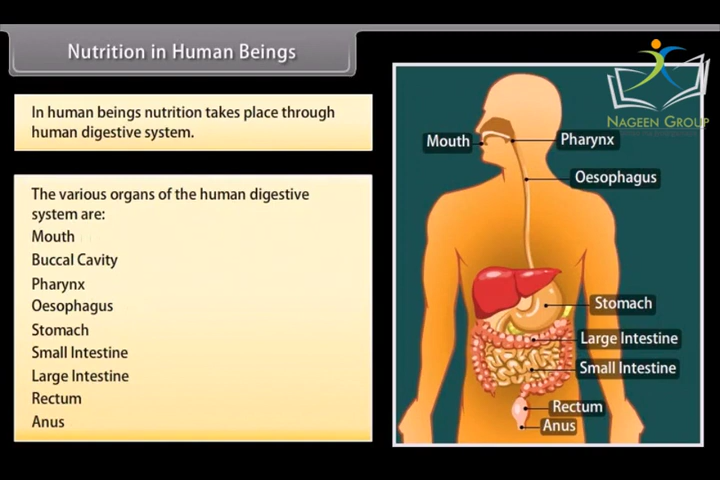 Nutrition in Human Beings
In human beings nutrition takes place through
human digestive system.
The various organs of the human digestive
system are:
Mouth
Buccal Cavity
Pharynx
Oesophagus
Stomach
Small Intestine
Large Intestine
Rectum
Anus
NAGEEN GROUP
Mouth
Pharynx
Oesophagus
Stomach
Large Intestine
Small Intestine
Rectum
Anus